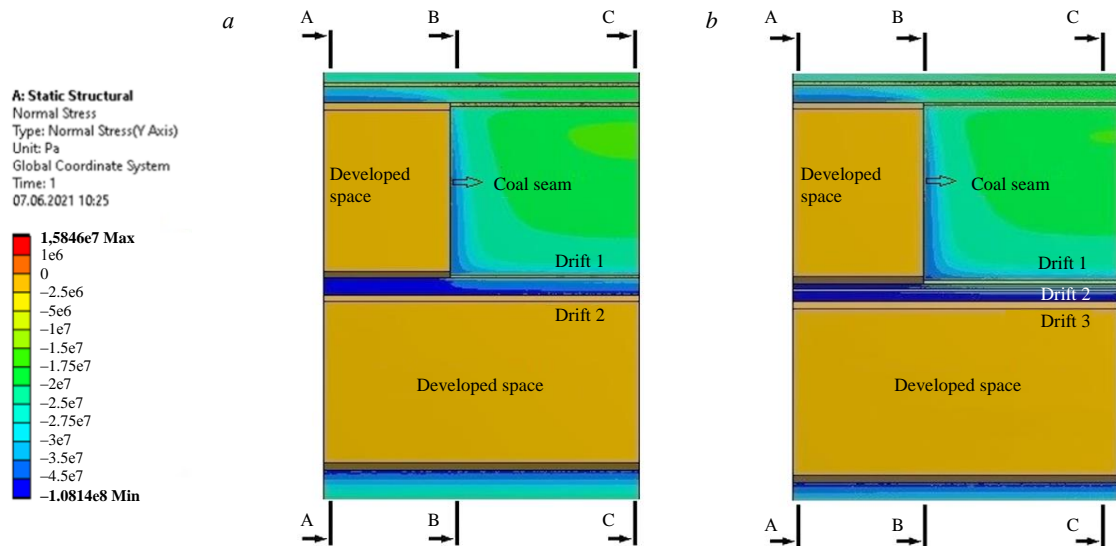 a
b
A
B
C
A
B
C
A: Static Structural
Normal Stress
Type: Normal Stress(Y Axis)
Unit: Pa
Global Coordinate System
Time: 1
07.06.2021 10:25
1,5846e7 Max
1e6
0
–2.5e6
–5e6
–1e7
–1.5e7
–1.75e7
–2e7
–2.5e7
–2.75e7
–3e7
–3.5e7
–4.5e7
–1.0814e8 Min
Developed
space
Coal seam
Drift 1
Drift 2
Developed space
A
B
C
Developed
space
Coal seam
Drift 1
Drift 2
Drift 3
Developed space
A
B
C